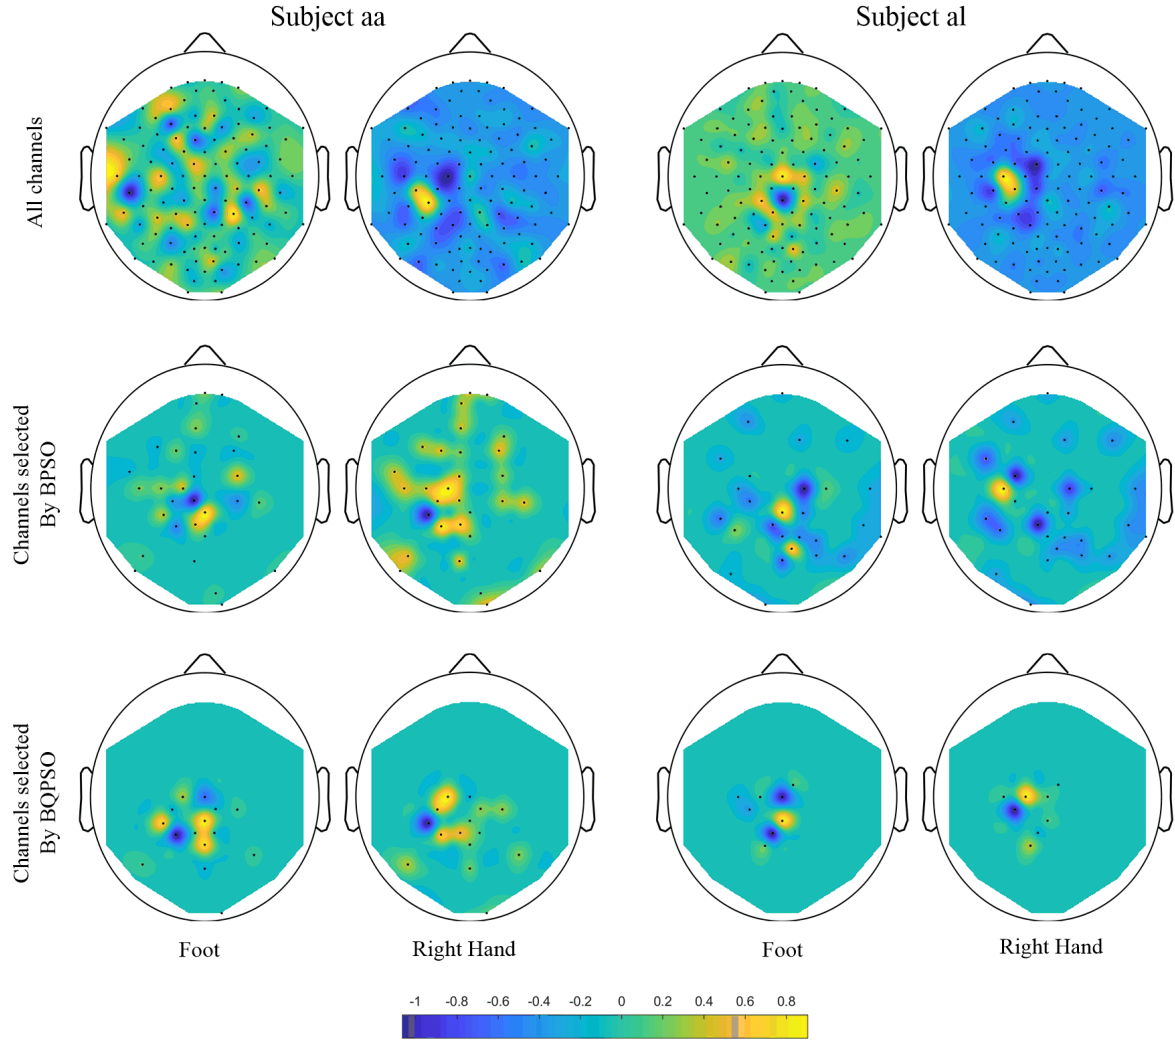 Subject aa
Subject al
All channels
Channels selected
By BPSO
Channels selected
By BQPSO
Foot
Right Hand
Foot
Right Hand
-1 -0.8 -0.6 -0.4 -0.2 0 0.2 0.4 0.6 0.8